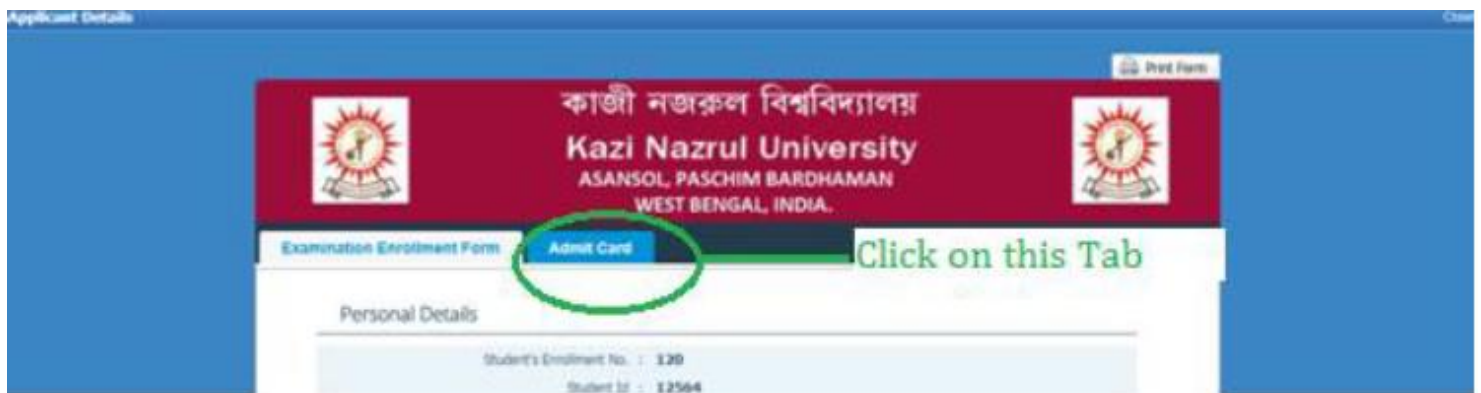 Applicant Details
Close
Print Form
কাজী নজরুল বিশ্ববিদ্যালয়
Kazi Nazrul University
ASANSOL, PASCHIM BARDHAMAN
WEST BENGAL, INDIA.
Examination Enrollment Form
Admit Card
Click on this Tab
Personal Details
Student's Enrollment No. : 120
Student Id : 12564